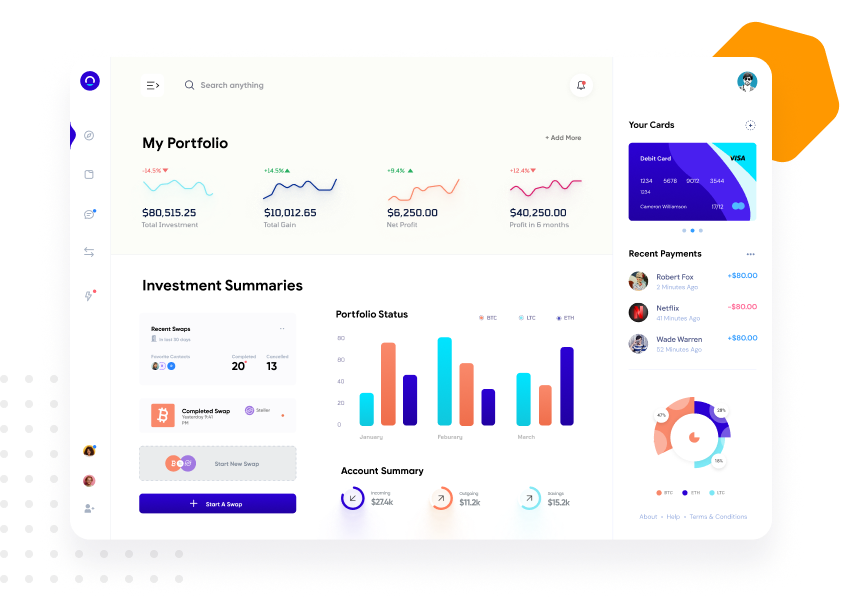 Search anything
My Portfolio
+ Add More
-14.5%
+14.5%
+9.4%
+12.4%
$80,515.25
$10,012.65
$6,250.00
$40,250.00
Total Investment
Total Gain
Net Profit
Profit in 6 months
Investment Summaries
Recent Swaps
In last 30 days
Favorite Contacts
Completed
Cancelled
20
13
Completed Swap
Yesterday 9:41
PM
Steller
Start New Swap
Start A Swap
Portfolio Status
BTC
LTC
ETH
80
80
40
20
0
January
Febarary
March
Account Summary
Incoming
$27.4k
Outgoing
$11.2k
Savings
$15.2k
Your Cards
Debit Card
VISA
1234 5678 9012 3544
1234
Cameron Williamson
17/12
Recent Payments
Robert Fox
2 Minutes Ago
+$80.00
Netflix
41 Minutes Ago
-$80.00
Wade Warren
52 Minutes Ago
+$80.00
47%
28%
18%
BTC
ETH
LTC
About • Help • Terms & Conditions